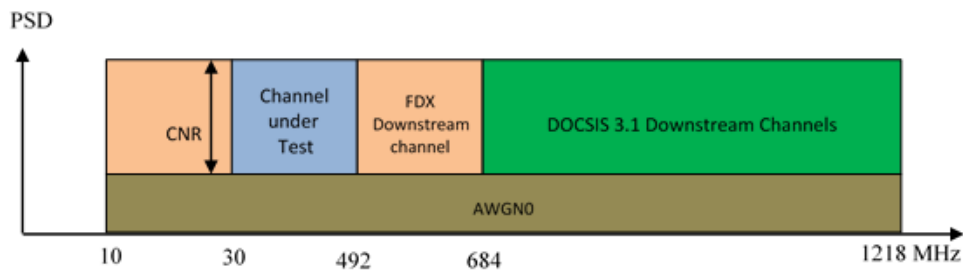 PSD
CNR
Channel
under
Test
FDX
Downstream
channel
DOCSIS 3.1 Downstream Channels
AWGN0
10
30
492
684
1218 MHz